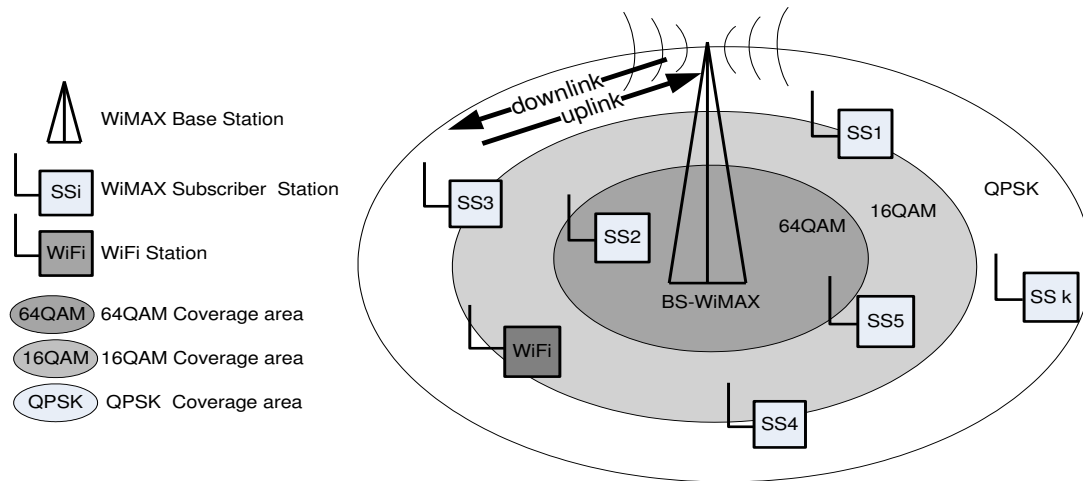 WiMAX Base Station
SSi WiMAX Subscriber Station
WiFi WiFi Station
64QAM 64QAM Coverage area
16QAM 16QAM Coverage area
QPSK QPSK Coverage area
downlink
uplink
SS1
SS3
QPSK
16QAM
64QAM
SS2
BS-WiMAX
SS k
SS5
WiFi
SS4